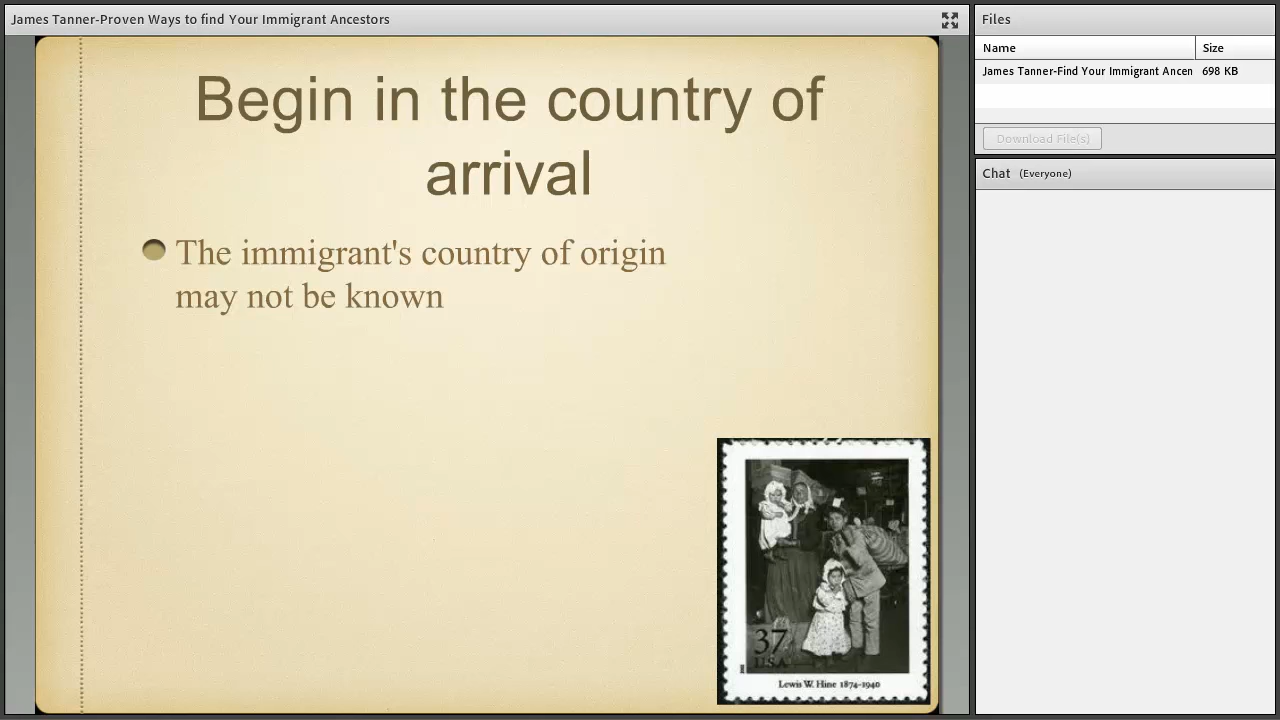 James Tanner-Proven Ways to find Your Immigrant Ancestors
Begin in the country of
arrival
The immigrant's country of origin
may not be known
37
USA
Lewis W. Hine 1874-1940
Files
Name Size
James Tanner-Find Your Immigrant Ancen 698 KB
Download File(s)
Chat (Everyone)